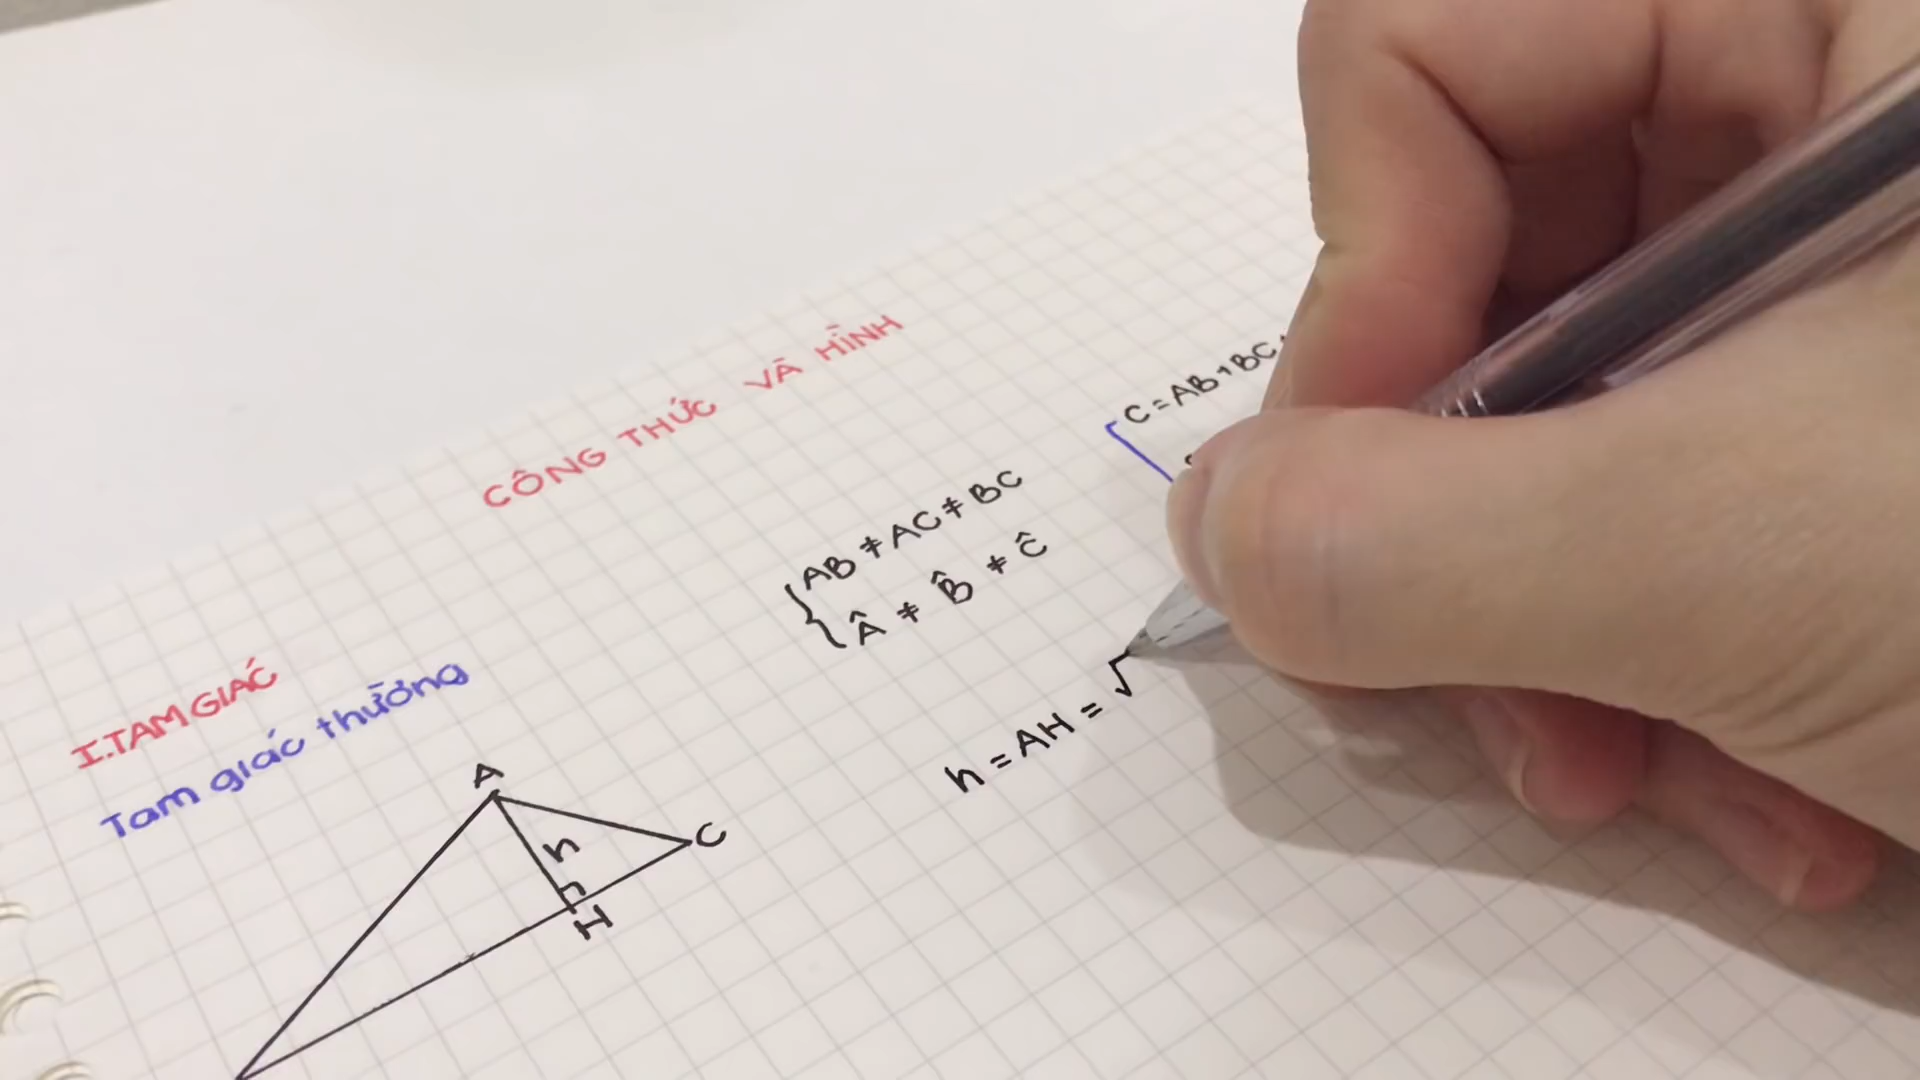 CÔNG THỨC VÀ HÌNH
I.TAM GIÁC
Tam giác thường
AB ≠ AC ≠ BC
Â ≠ B̂ ≠ Ĉ
C = AB + BC
h = AH = √
A
h
C
H